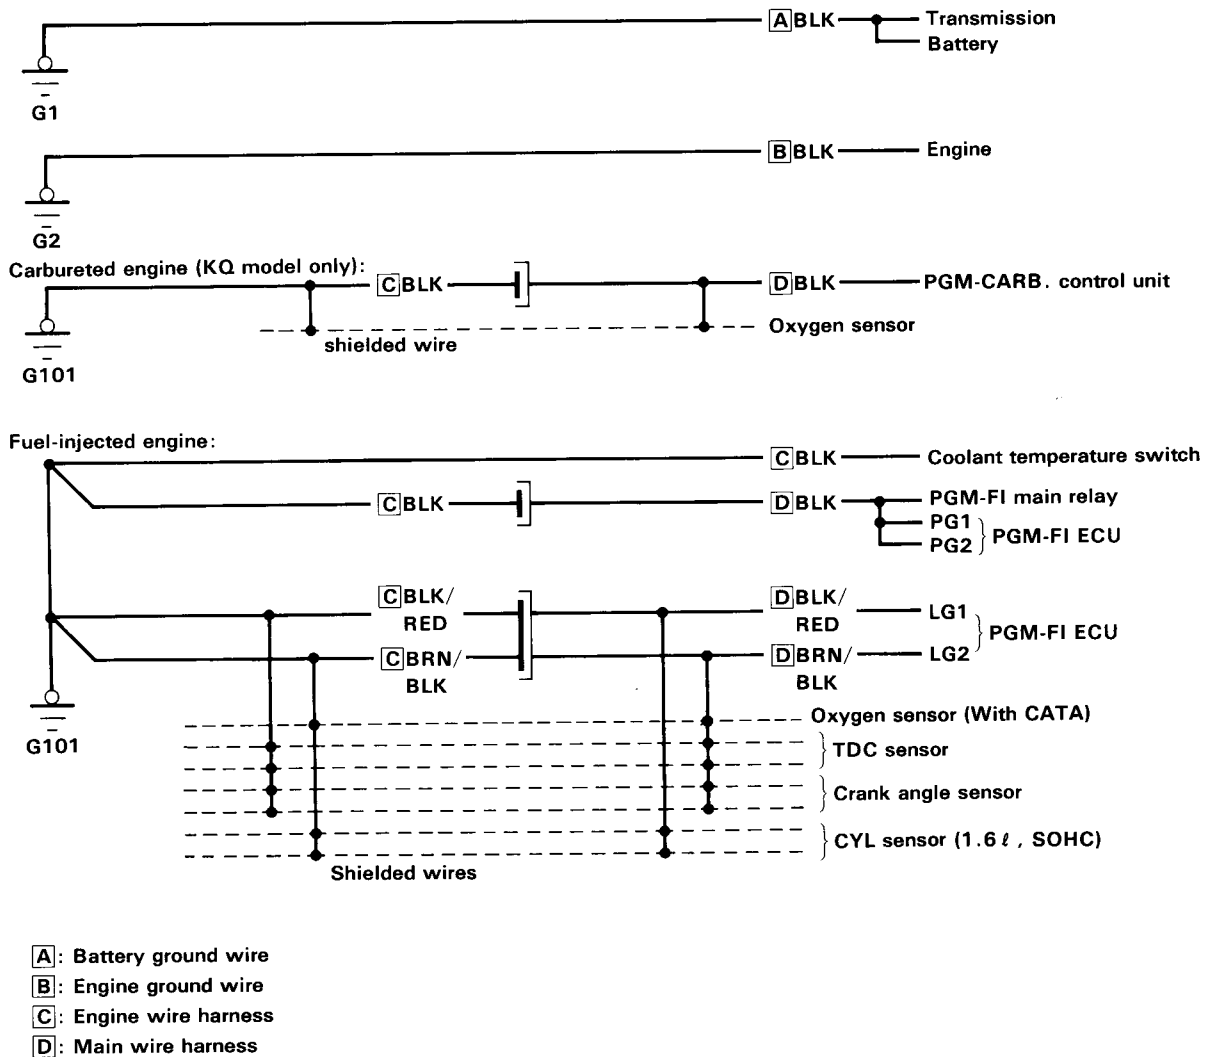 A BLK Transmission
Battery
G1
B BLK Engine
G2
Carbureted engine (KQ model only):
C BLK D BLK PGM-CARB. control unit
Oxygen sensor
shielded wire
G101
Fuel-injected engine:
C BLK Coolant temperature switch
C BLK D BLK PGM-FI main relay
PG1
PG2 PGM-FI ECU
C BLK/ D BLK/ LG1
RED RED PGM-FI ECU
C BRN/ D BRN/ LG2
BLK BLK
Oxygen sensor (With CATA)
G101
TDC sensor
Crank angle sensor
CYL sensor (1.6 ℓ , SOHC)
Shielded wires
A: Battery ground wire
B: Engine ground wire
C: Engine wire harness
D: Main wire harness